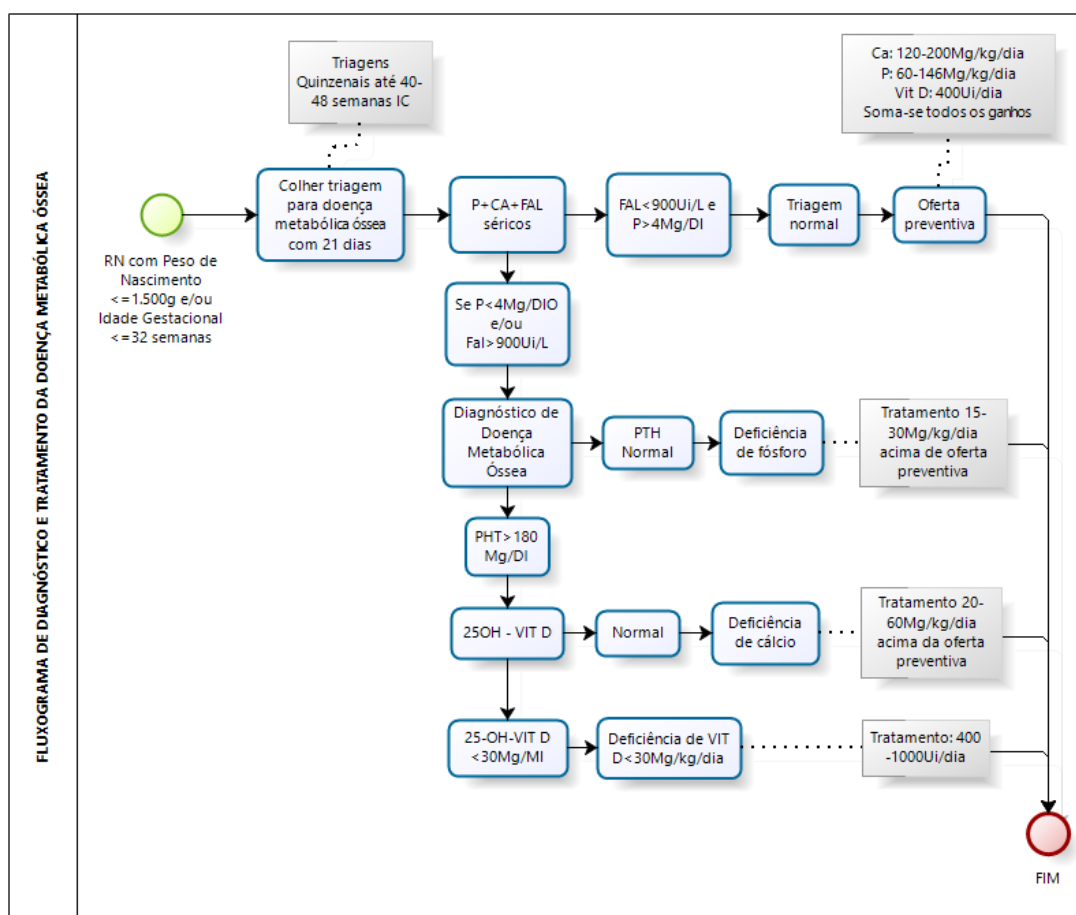 FLUXOGRAMA DE DIAGNÓSTICO E TRATAMENTO DA DOENÇA METABÓLICA ÓSSEA
Triagens
Quinzenais até 40-
48 semanas IC
Ca: 120-200Mg/kg/dia
P: 60-146Mg/kg/dia
Vit D: 400Ui/dia
Soma-se todos os ganhos
RN com Peso de
Nascimento
<=1.500g e/ou
Idade Gestacional
<=32 semanas
Colher triagem
para doença
metabólica óssea
com 21 dias
P+CA+FAL
séricos
FAL<900Ui/L e
P>4Mg/Dl
Triagem
normal
Oferta
preventiva
Se P<4Mg/DIO
e/ou
Fal>900Ui/L
Diagnóstico de
Doença
Metabólica
Óssea
PTH
Normal
Deficiência
de fósforo
Tratamento 15-
30Mg/kg/dia
acima de oferta
preventiva
PHT>180
Mg/Dl
25OH - VIT D
Normal
Deficiência
de cálcio
Tratamento 20-
60Mg/kg/dia
acima da oferta
preventiva
25-OH-VIT D
<30Mg/Ml
Deficiência de VIT
D<30Mg/kg/dia
Tratamento: 400
-1000Ui/dia
FIM